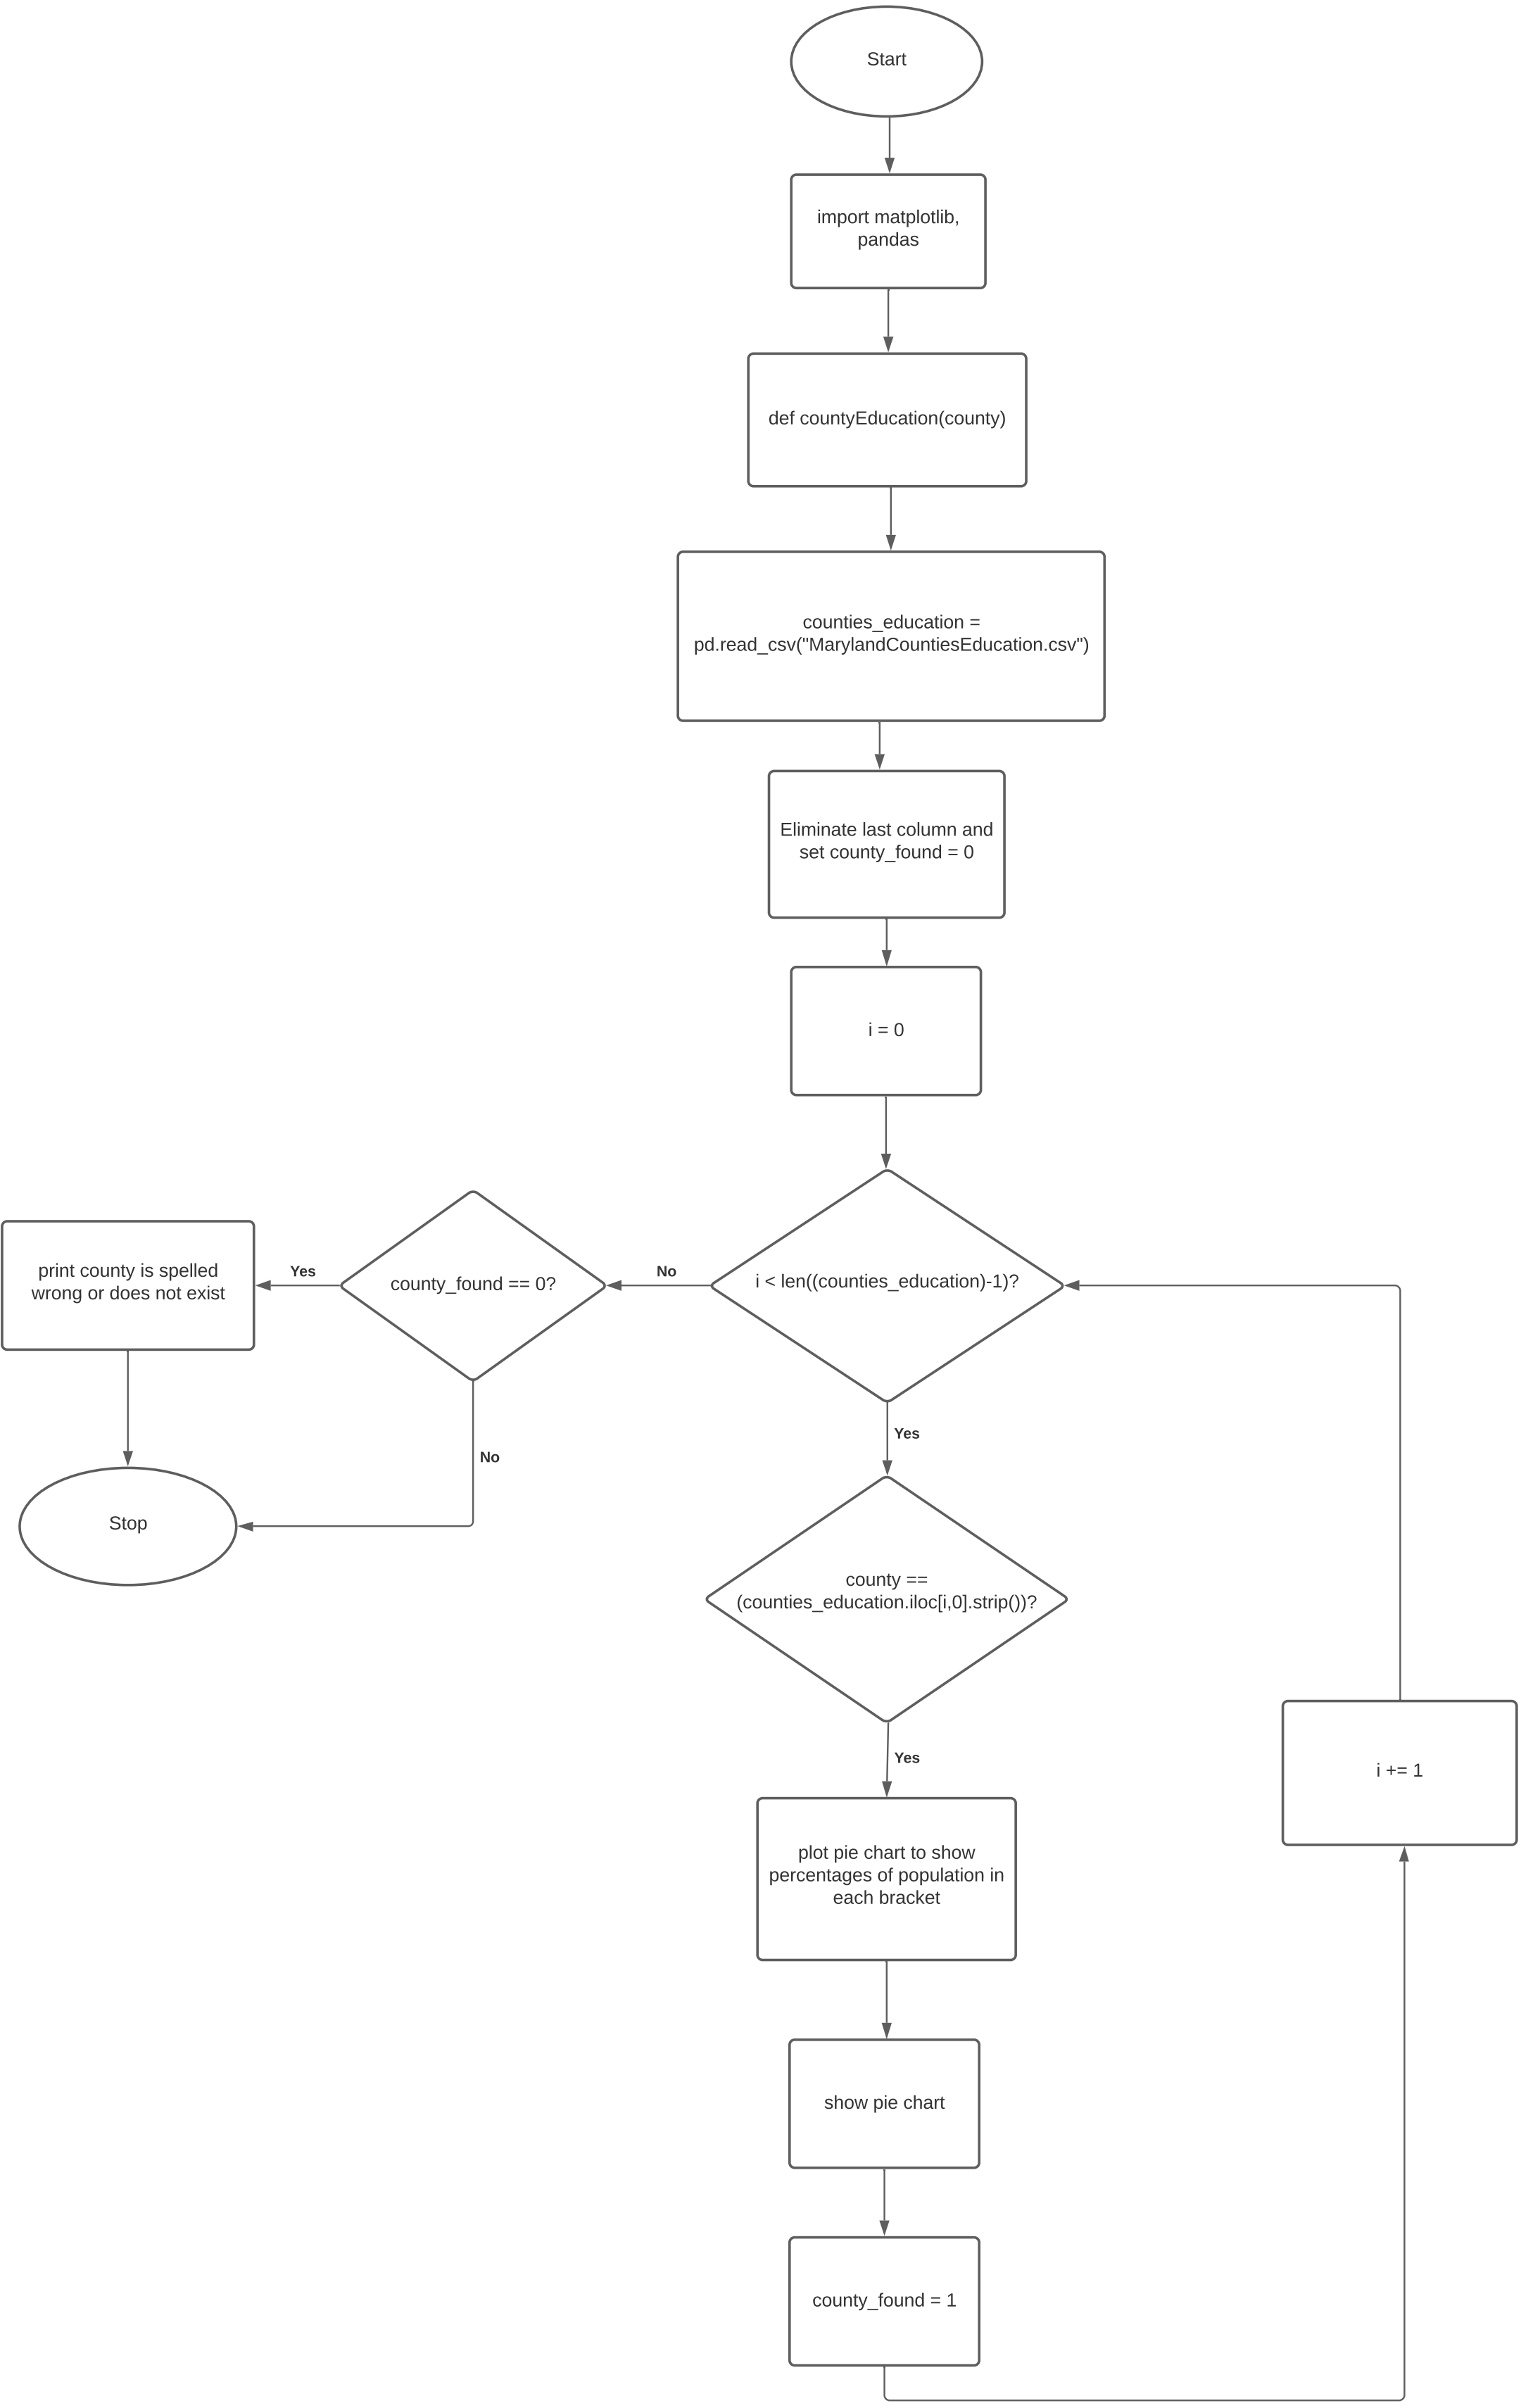 Start
import matplotlib,
pandas
def countyEducation(county)
counties_education =
pd.read_csv("MarylandCountiesEducation.csv")
Eliminate last column and
set county_found = 0
i = 0
i < len((counties_education)-1)?
No
county_found == 0?
Yes
print county is spelled
wrong or does not exist
No
Stop
Yes
county ==
(counties_education.iloc[i,0].strip())?
Yes
plot pie chart to show
percentages of population in
each bracket
show pie chart
county_found = 1
i += 1